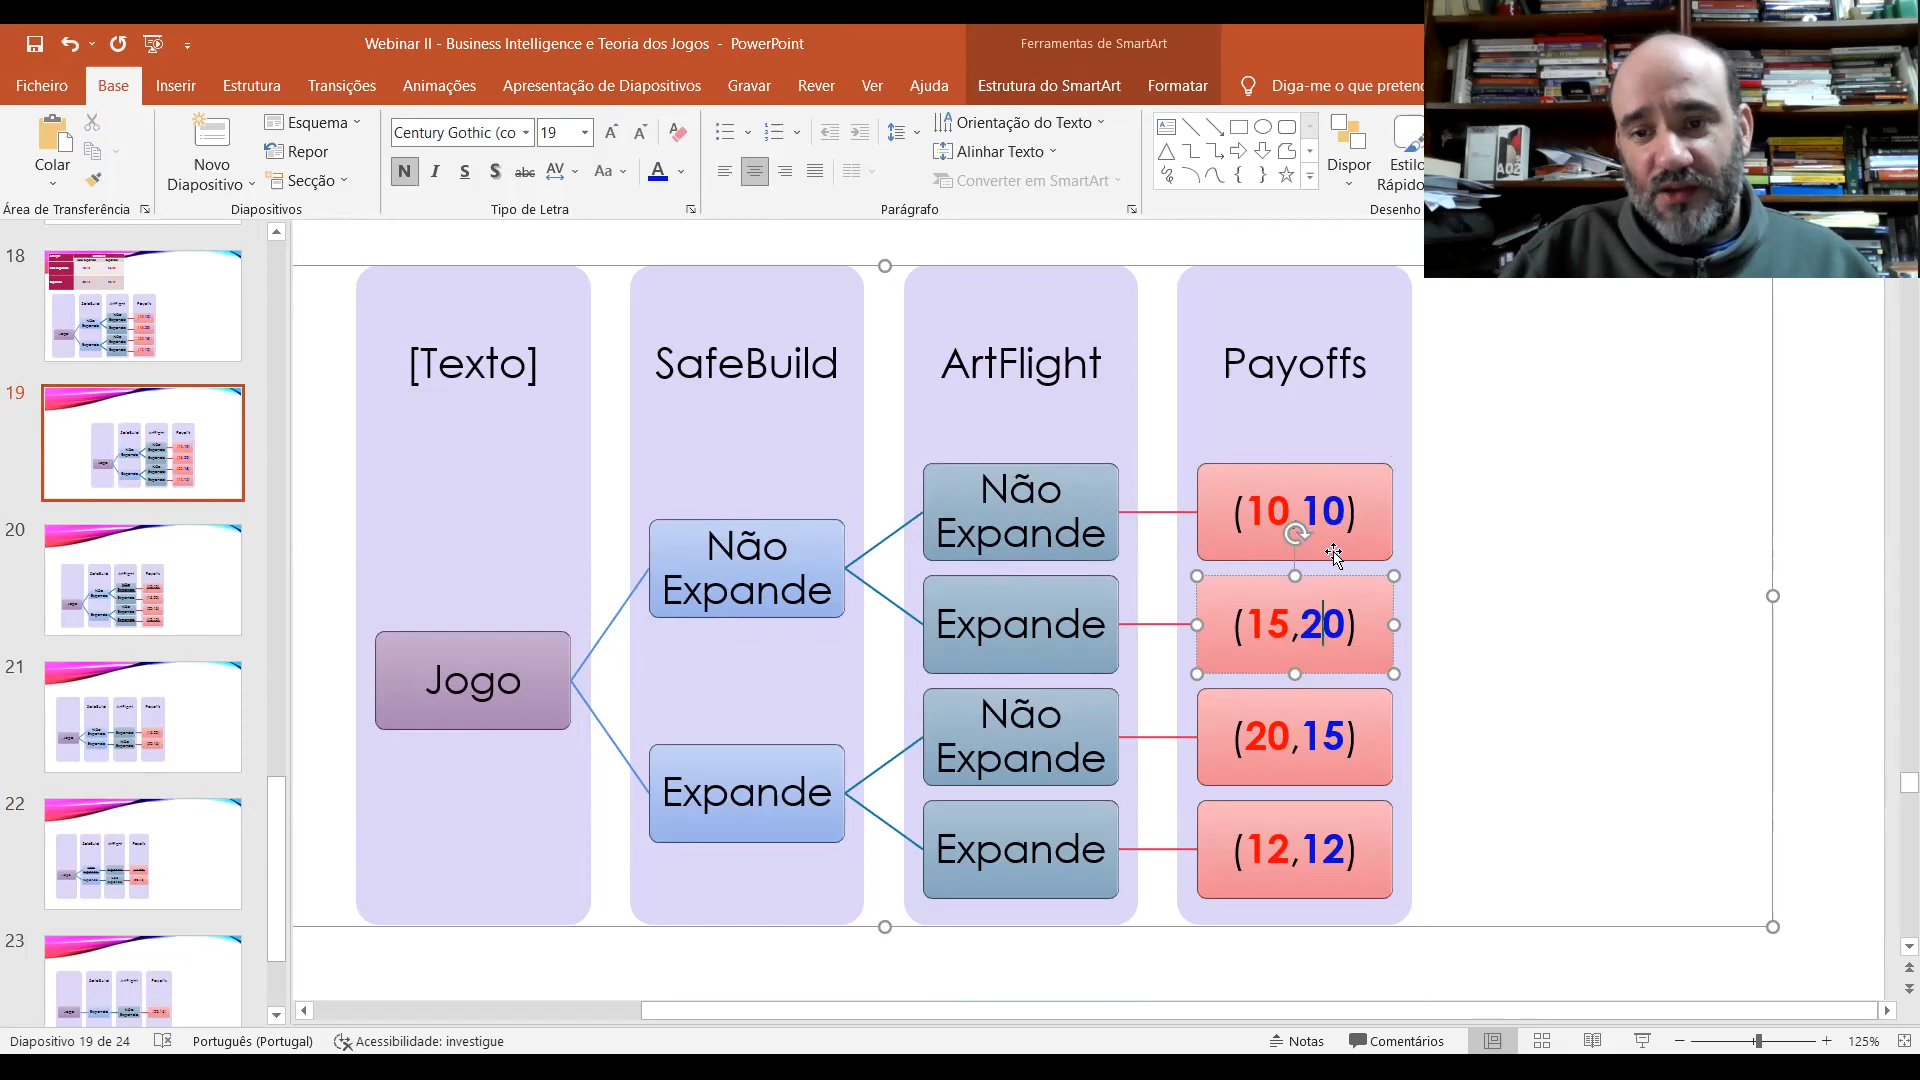 Webinar II - Business Intelligence e Teoria dos Jogos - PowerPoint
Ferramentas de SmartArt
Ficheiro
Base
Inserir
Estrutura
Transições
Animações
Apresentação de Diapositivos
Gravar
Rever
Ver
Ajuda
Estrutura do SmartArt
Formatar
Diga-me o que pretend
Colar
Área de Transferência
Novo
Diapositivo
Esquema
Repor
Secção
Diapositivos
Century Gothic (co
19
N I S S abc AV Aa A
Tipo de Letra
Orientação do Texto
Alinhar Texto
Converter em SmartArt
Parágrafo
Dispor
Estilo
Rápido
Desenho
18
19
20
21
22
23
[Texto]
SafeBuild
ArtFlight
Payoffs
Jogo
Não
Expande
Expande
Não
Expande
Expande
Não
Expande
Expande
(10,10)
(15,20)
(20,15)
(12,12)
Diapositivo 19 de 24
Português (Portugal)
Acessibilidade: investigue
Notas
Comentários
125%